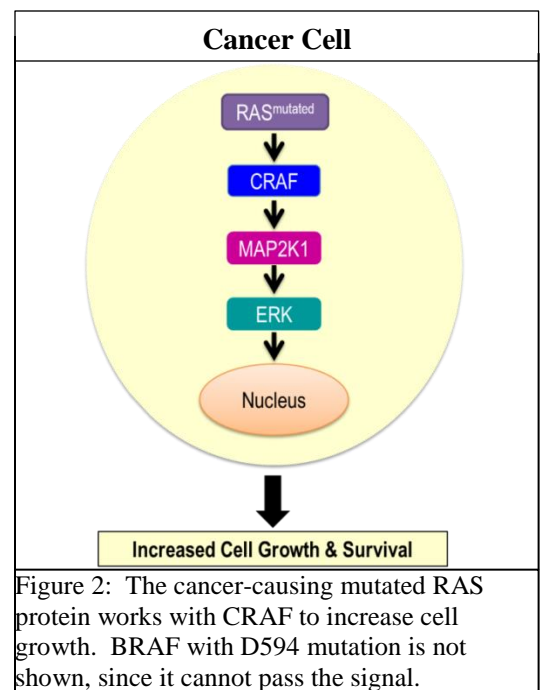 Cancer Cell
RASmutated
CRAF
MAP2K1
ERK
Nucleus
Increased Cell Growth & Survival
Figure 2:  The cancer-causing mutated RAS
protein works with CRAF to increase cell
growth.  BRAF with D594 mutation is not
shown, since it cannot pass the signal.